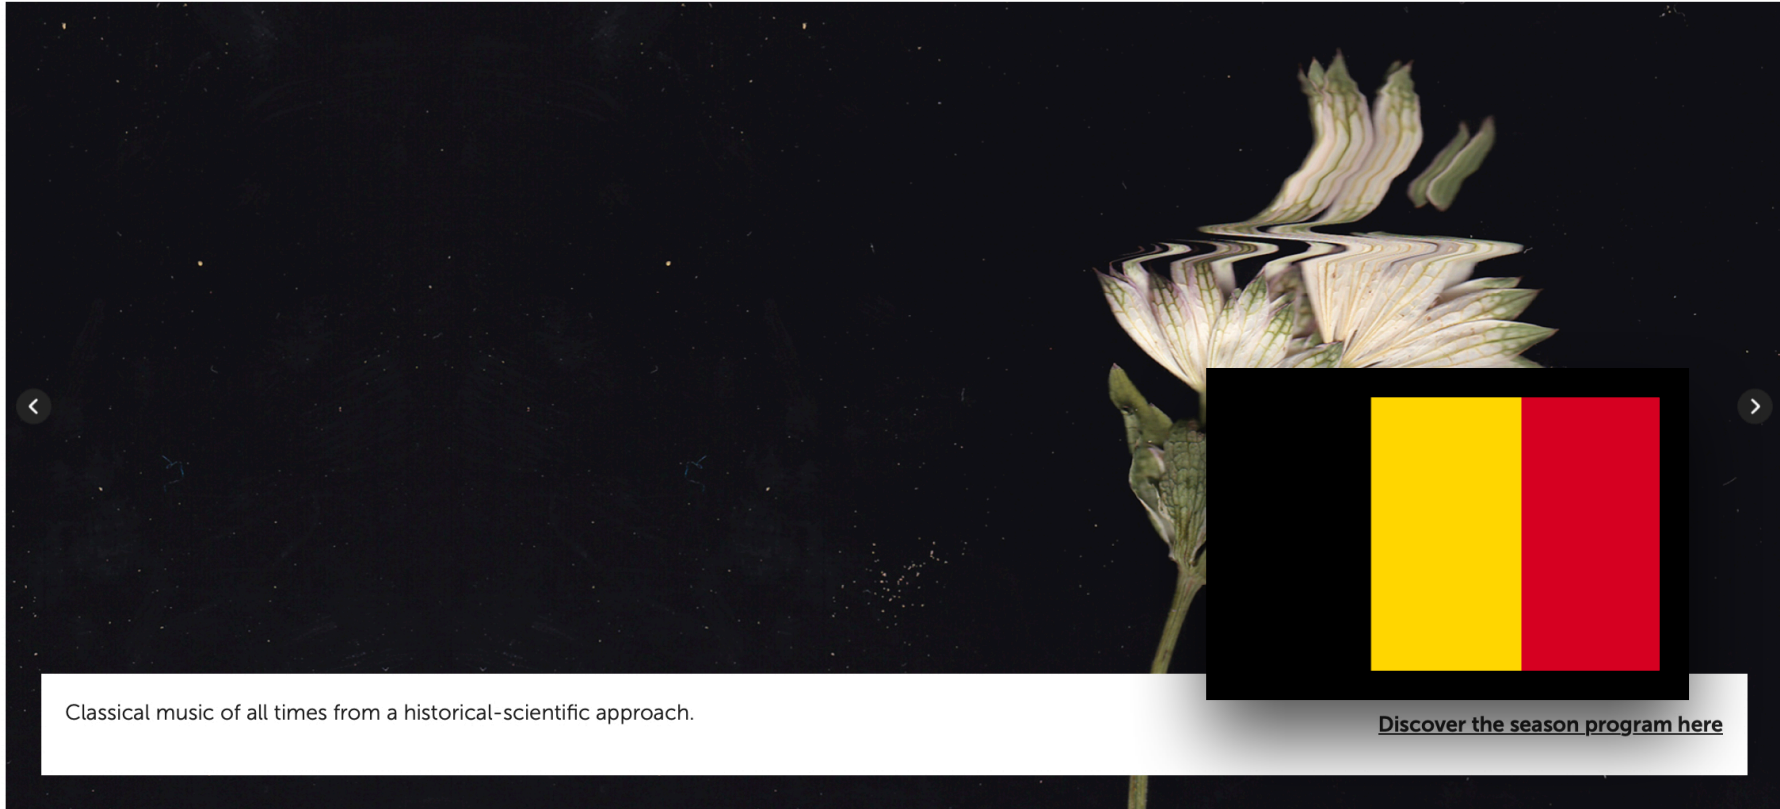 Classical music of all times from a historical-scientific approach.
Discover the season program here